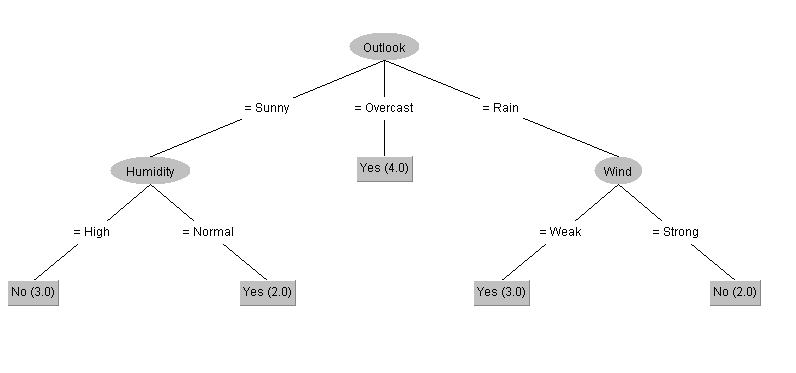 Outlook
= Sunny
= Overcast
= Rain
Humidity
Yes (4.0)
Wind
= High
= Normal
= Weak
= Strong
No (3.0)
Yes (2.0)
Yes (3.0)
No (2.0)